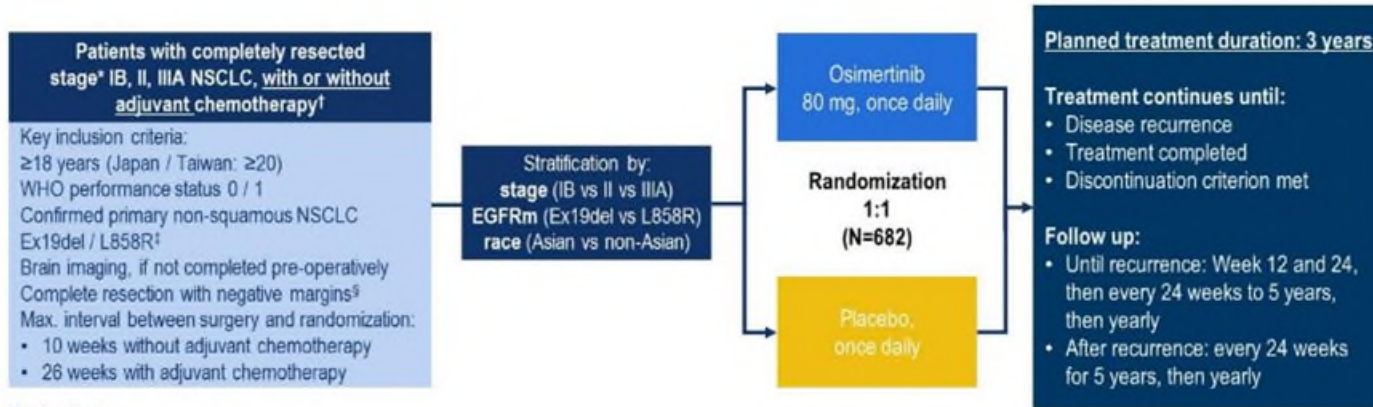 Patients with completely resected
stage* IB, II, IIIA NSCLC, with or without
adjuvant chemotherapy†
Key inclusion criteria:
≥18 years (Japan / Taiwan: ≥20)
WHO performance status 0 / 1
Confirmed primary non-squamous NSCLC
Ex19del / L858R‡
Brain imaging, if not completed pre-operatively
Complete resection with negative margins§
Max. interval between surgery and randomization:
• 10 weeks without adjuvant chemotherapy
• 26 weeks with adjuvant chemotherapy
Stratification by:
stage (IB vs II vs IIIA)
EGFRm (Ex19del vs L858R)
race (Asian vs non-Asian)
Osimertinib
80 mg, once daily
Randomization
1:1
(N=682)
Placebo,
once daily
Planned treatment duration: 3 years
Treatment continues until:
• Disease recurrence
• Treatment completed
• Discontinuation criterion met
Follow up:
• Until recurrence: Week 12 and 24,
then every 24 weeks to 5 years,
then yearly
• After recurrence: every 24 weeks
for 5 years, then yearly